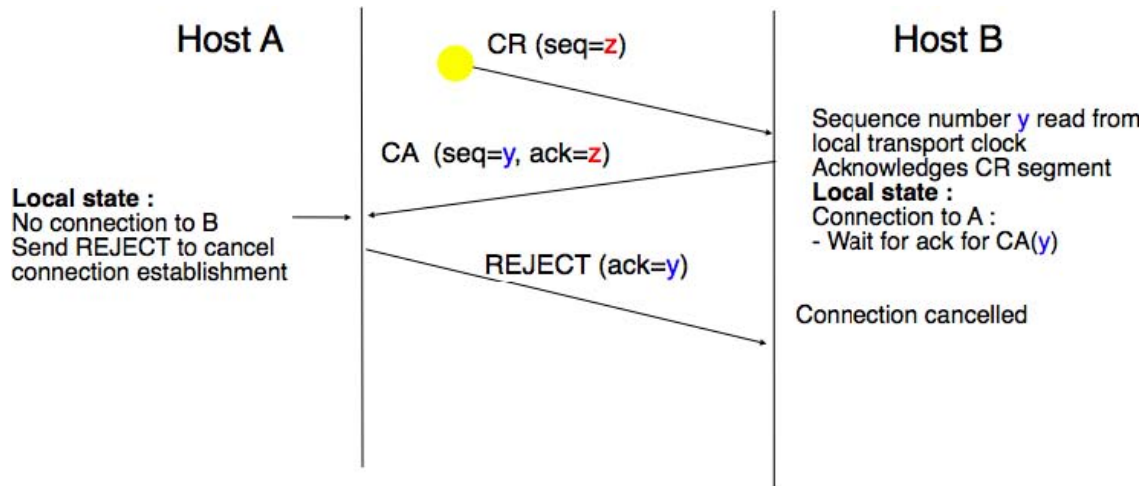 Host A
Host B
CR (seq=z)
Sequence number y read from
local transport clock
Acknowledges CR segment
Local state :
Connection to A :
- Wait for ack for CA(y)
CA (seq=y, ack=z)
Local state :
No connection to B
Send REJECT to cancel
connection establishment
REJECT (ack=y)
Connection cancelled